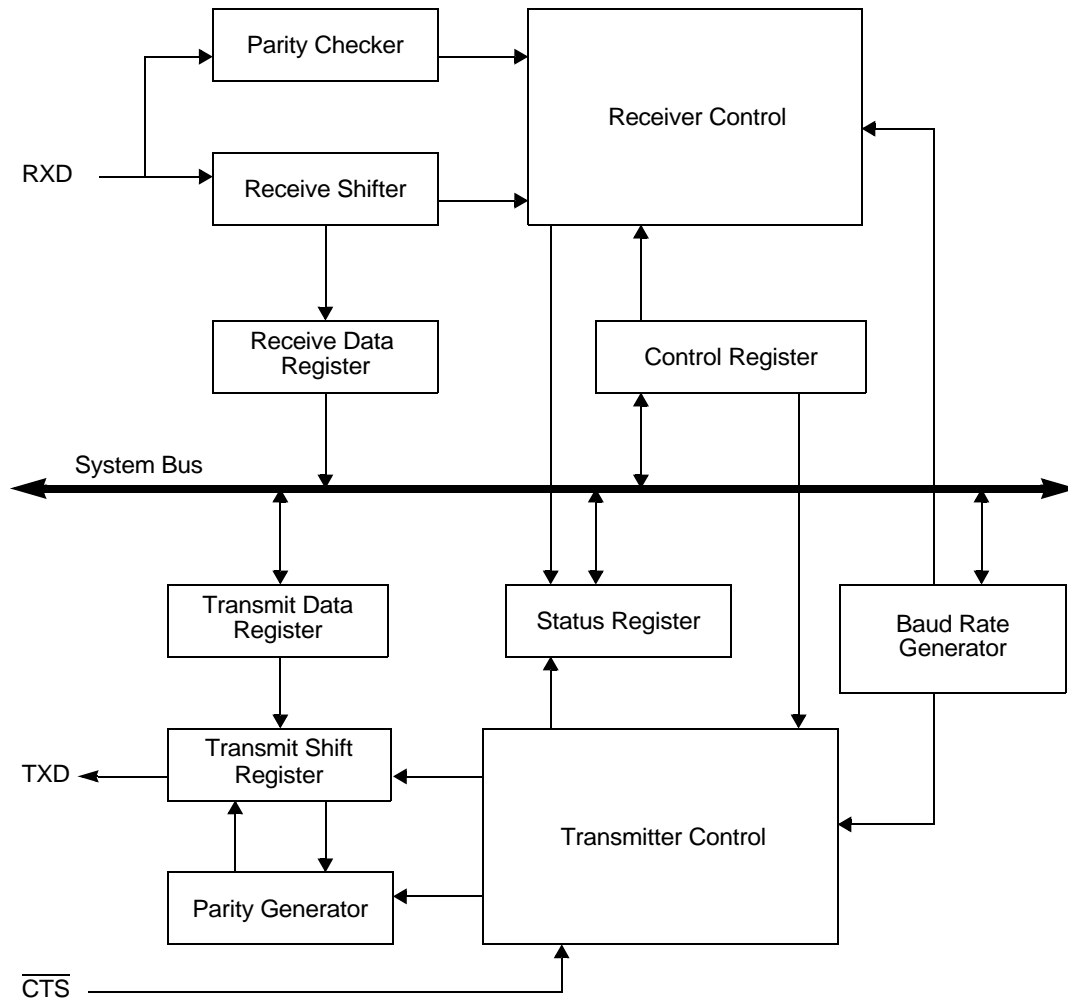 Parity Checker
Receiver Control
RXD
Receive Shifter
Receive Data
Register
Control Register
System Bus
Transmit Data
Register
Status Register
Baud Rate
Generator
Transmit Shift
Register
TXD
Transmitter Control
Parity Generator
C̅T̅S̅